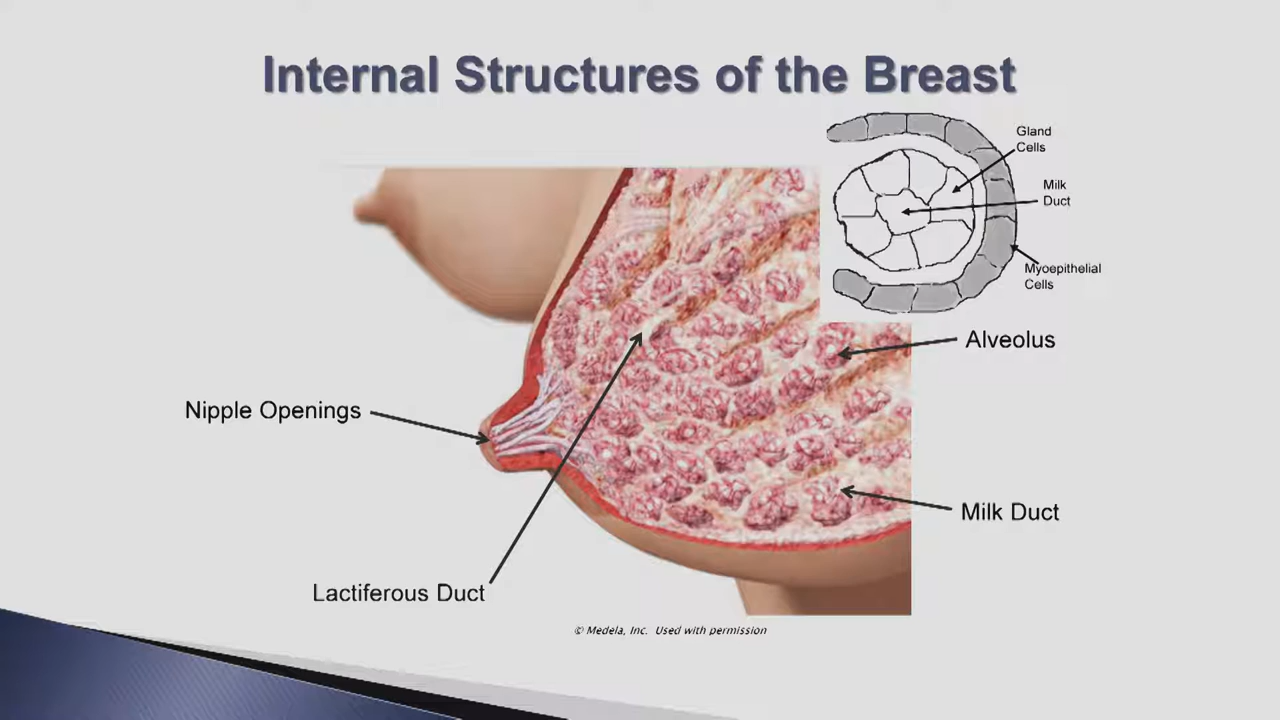 Internal Structures of the Breast
Gland
Cells
Milk
Duct
Myoepithelial
Cells
Alveolus
Nipple Openings
Milk Duct
Lactiferous Duct
© Medela, Inc. Used with permission